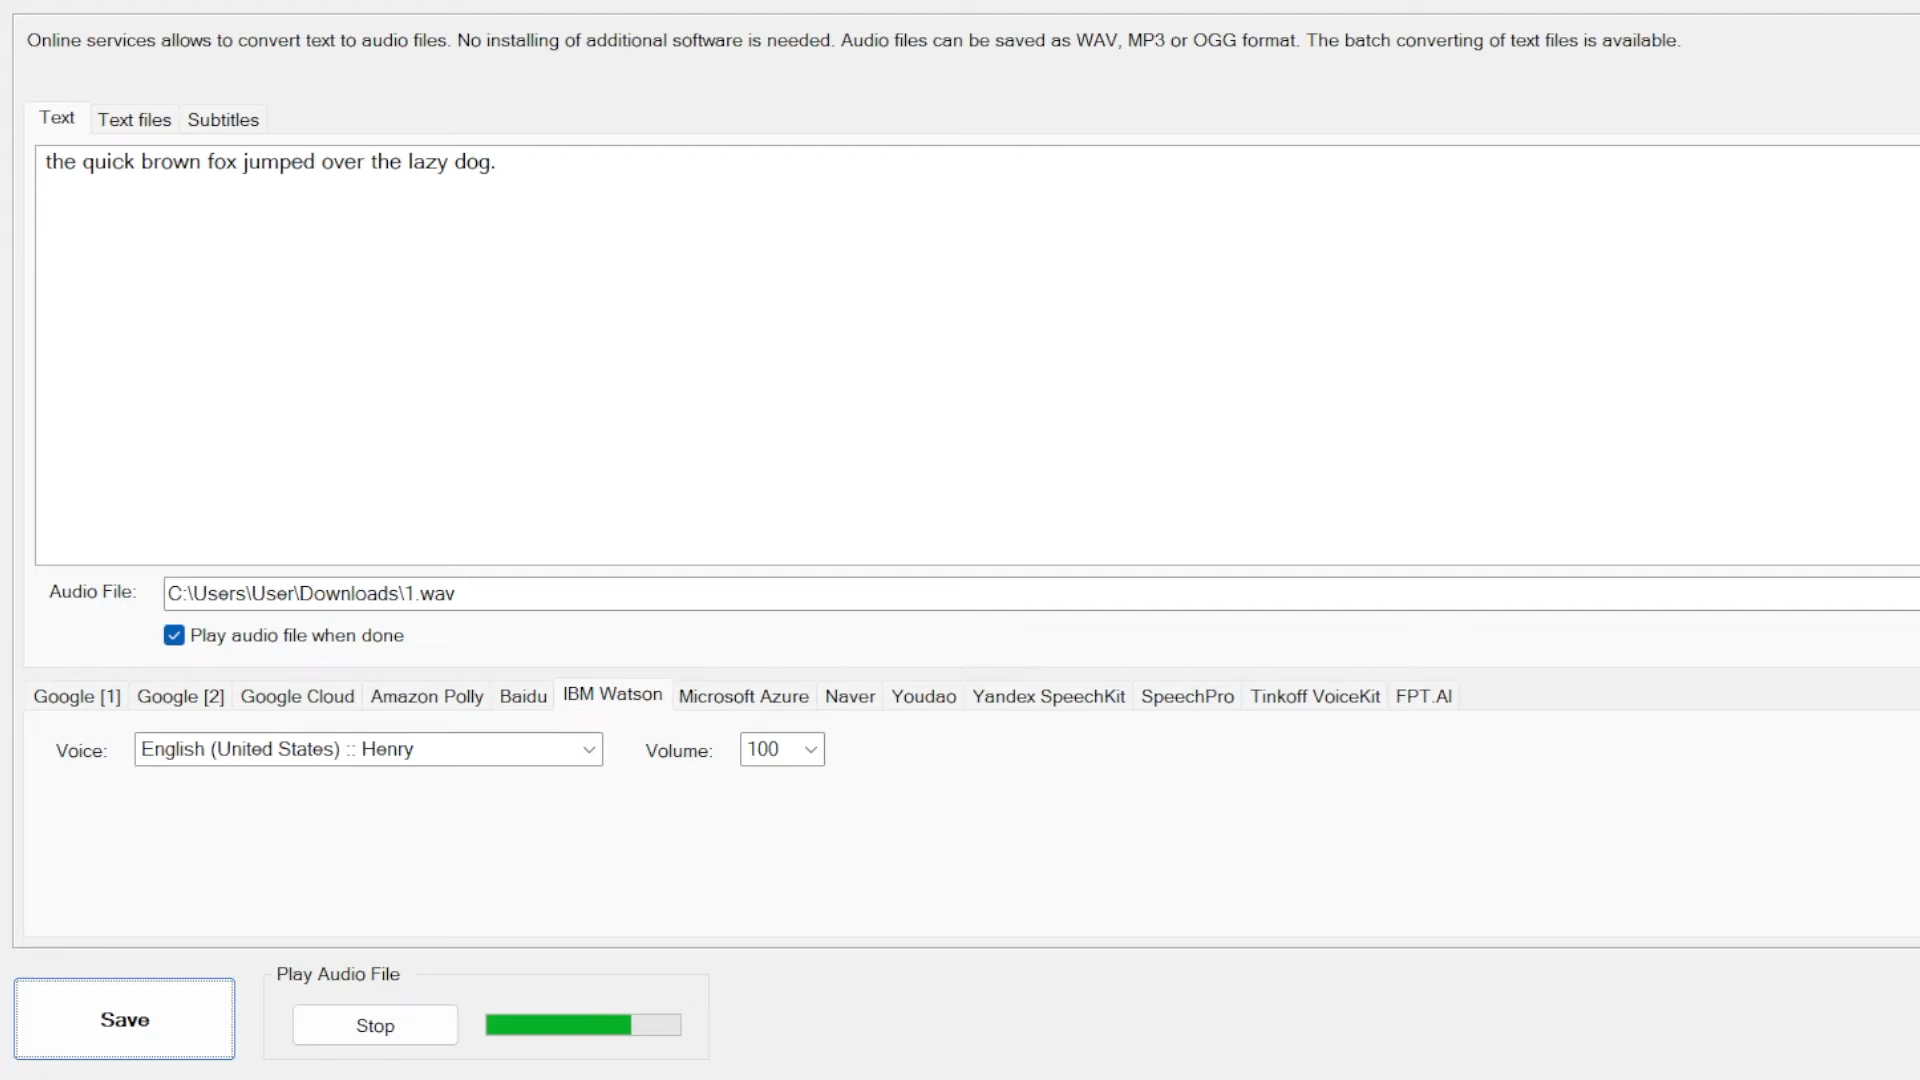 Online services allows to convert text to audio files. No installing of additional software is needed. Audio files can be saved as WAV, MP3 or OGG format. The batch converting of text files is available.
Text Text files Subtitles
the quick brown fox jumped over the lazy dog.
Audio File: C:\Users\User\Downloads\1.wav
Play audio file when done
Google [1] Google [2] Google Cloud Amazon Polly Baidu IBM Watson Microsoft Azure Naver Youdao Yandex SpeechKit SpeechPro Tinkoff VoiceKit FPT.AI
Voice: English (United States) :: Henry Volume: 100
Play Audio File
Save Stop